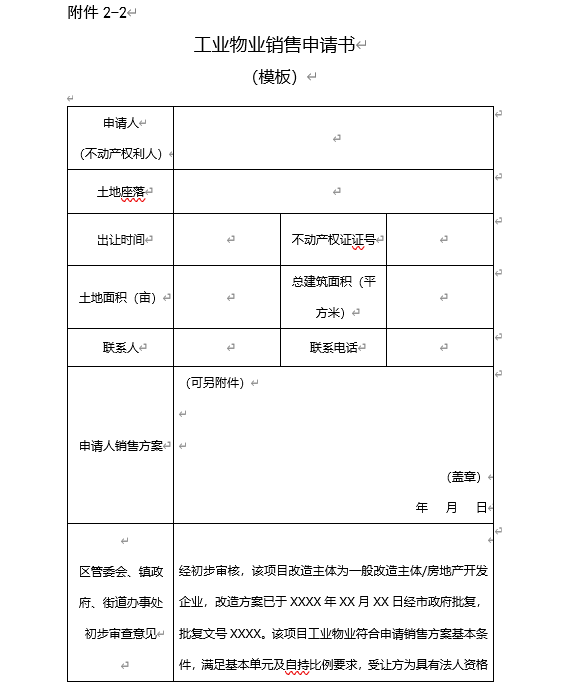 附件 2-2
工业物业销售申请书
（模板）
申请人
（不动产权利人）
土地座落
出让时间
不动产权证证号
土地面积（亩）
总建筑面积（平
方米）
联系人
联系电话
申请人销售方案
（可另附件）
（盖章）
年 月 日
区管委会、镇政
府、街道办事处
初步审查意见
经初步审核，该项目改造主体为一般改造主体/房地产开发
企业，改造方案已于 XXXX 年 XX 月 XX 日经市政府批复，
批复文号 XXXX。该项目工业物业符合申请销售方案基本条
件，满足基本单元及自持比例要求，受让方为具有法人资格